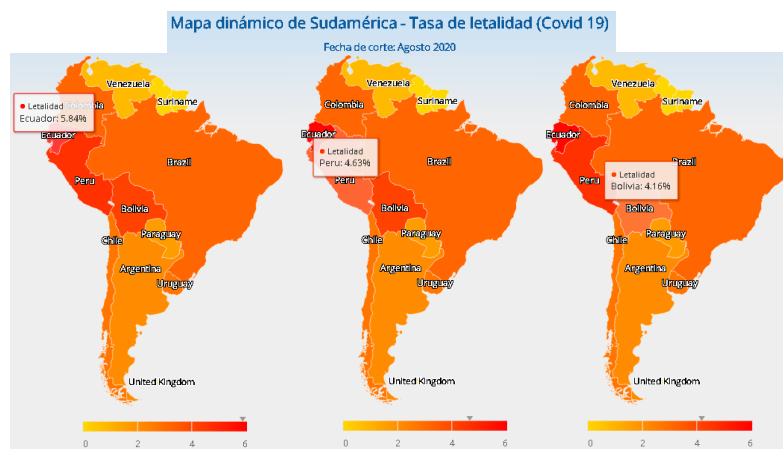 Mapa dinámico de Sudamérica - Tasa de letalidad (Covid 19)
Fecha de corte: Agosto 2020
Venezuela
Suriname
Letalidad
Ecuador: 5.84%
Colombia
Ecuador
Brazil
Peru
Bolivia
Paraguay
Chile
Argentina
Uruguay
United Kingdom
0 2 4 6
Venezuela
Suriname
Colombia
Ecuador
Letalidad
Peru: 4.63%
Brazil
Peru
Bolivia
Paraguay
Chile
Argentina
Uruguay
United Kingdom
0 2 4 6
Venezuela
Suriname
Colombia
Ecuador
Brazil
Letalidad
Bolivia: 4.16%
Peru
Bolivia
Paraguay
Chile
Argentina
Uruguay
United Kingdom
0 2 4 6